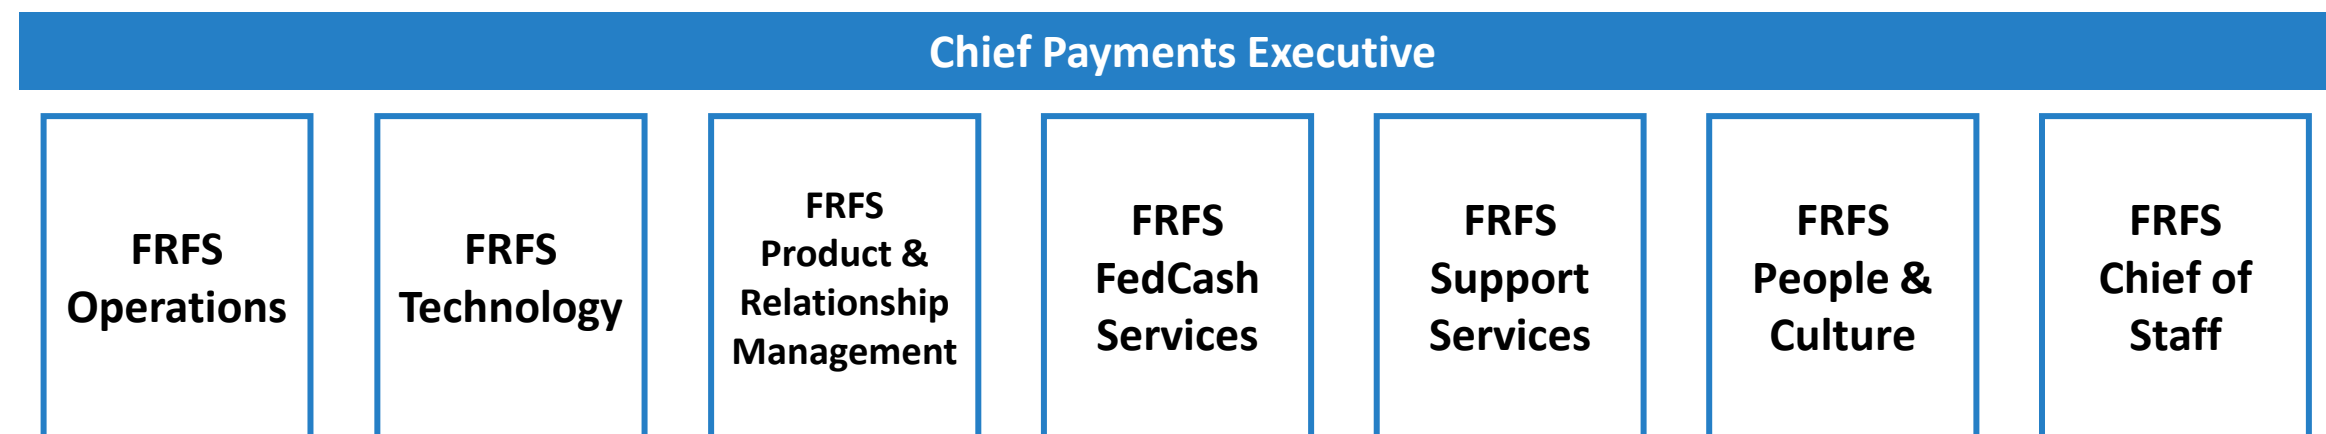 Chief Payments Executive
FRFS
Operations
FRFS
Technology
FRFS
Product &
Relationship
Management
FRFS
FedCash
Services
FRFS
Support
Services
FRFS
People &
Culture
FRFS
Chief of
Staff